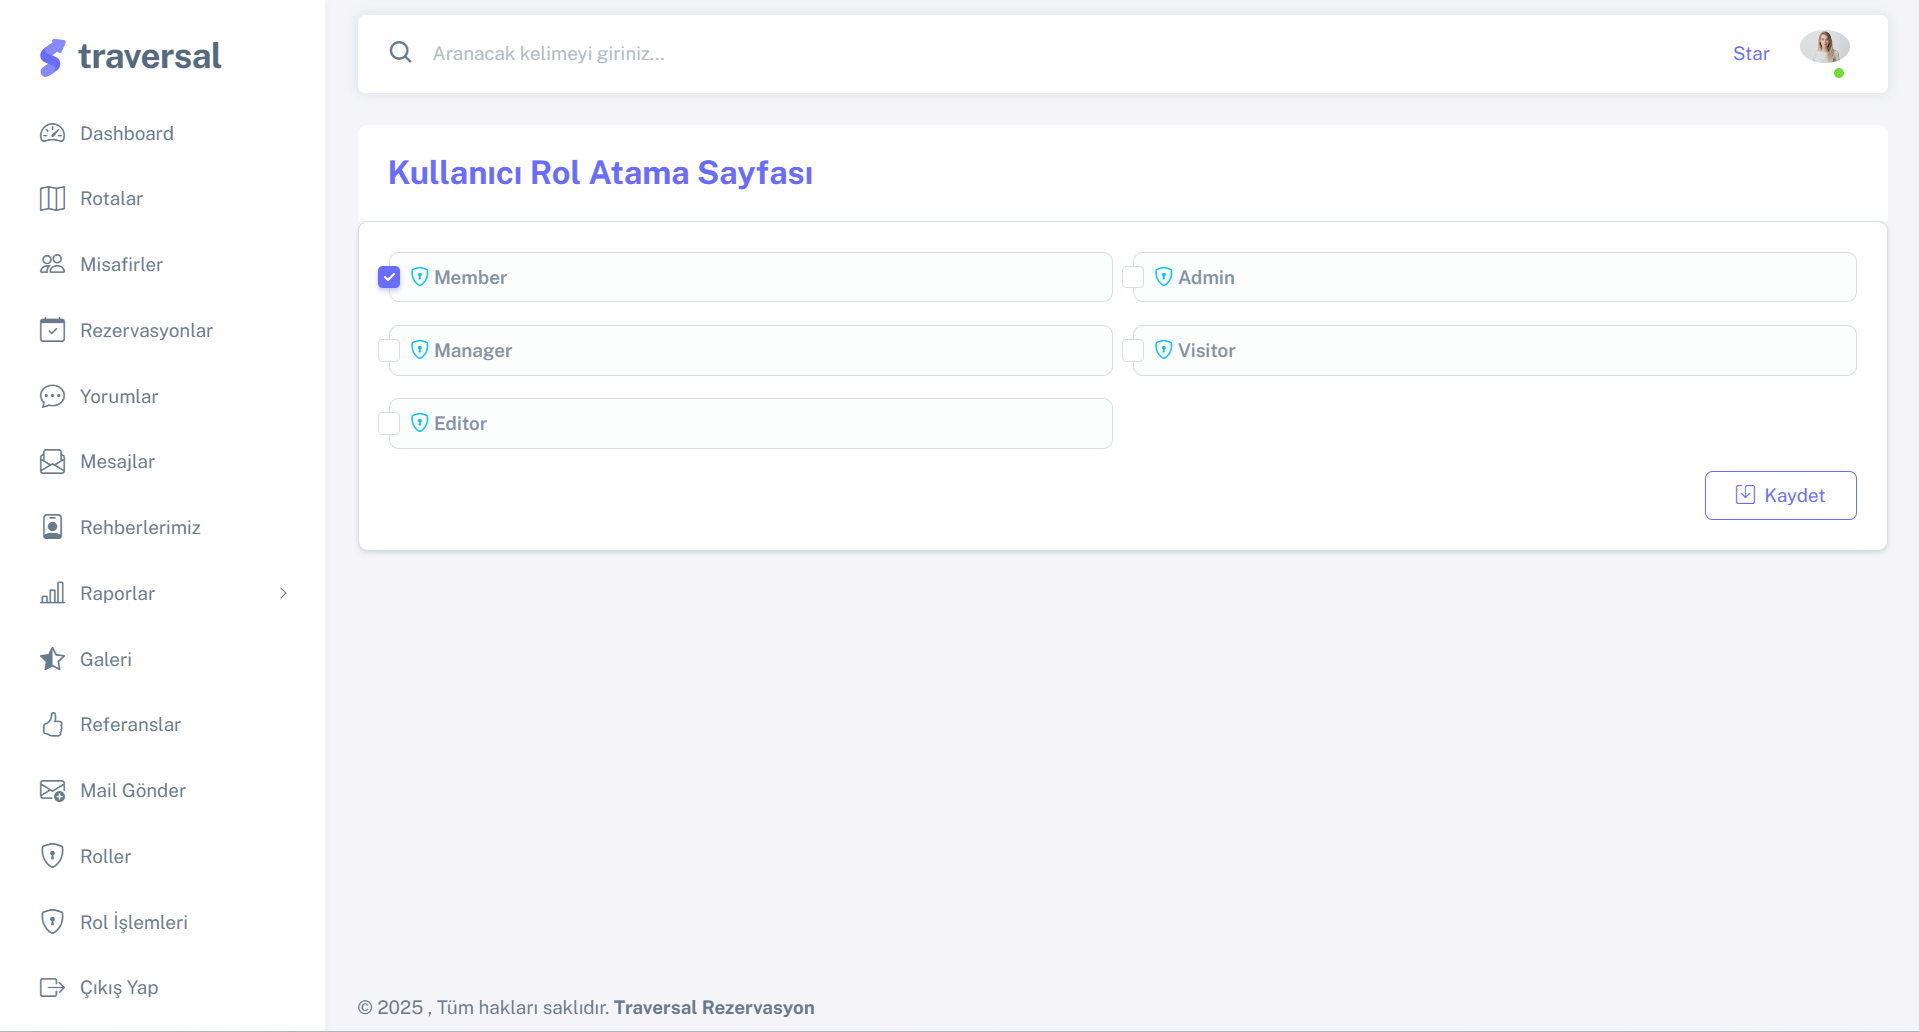 traversal
Dashboard
Rotalar
Misafirler
Rezervasyonlar
Yorumlar
Mesajlar
Rehberlerimiz
Raporlar
Galeri
Referanslar
Mail Gönder
Roller
Rol İşlemleri
Çıkış Yap
Aranacak kelimeyi giriniz...
Star
Kullanıcı Rol Atama Sayfası
Member
Admin
Manager
Visitor
Editor
Kaydet
© 2025 , Tüm hakları saklıdır. Traversal Rezervasyon